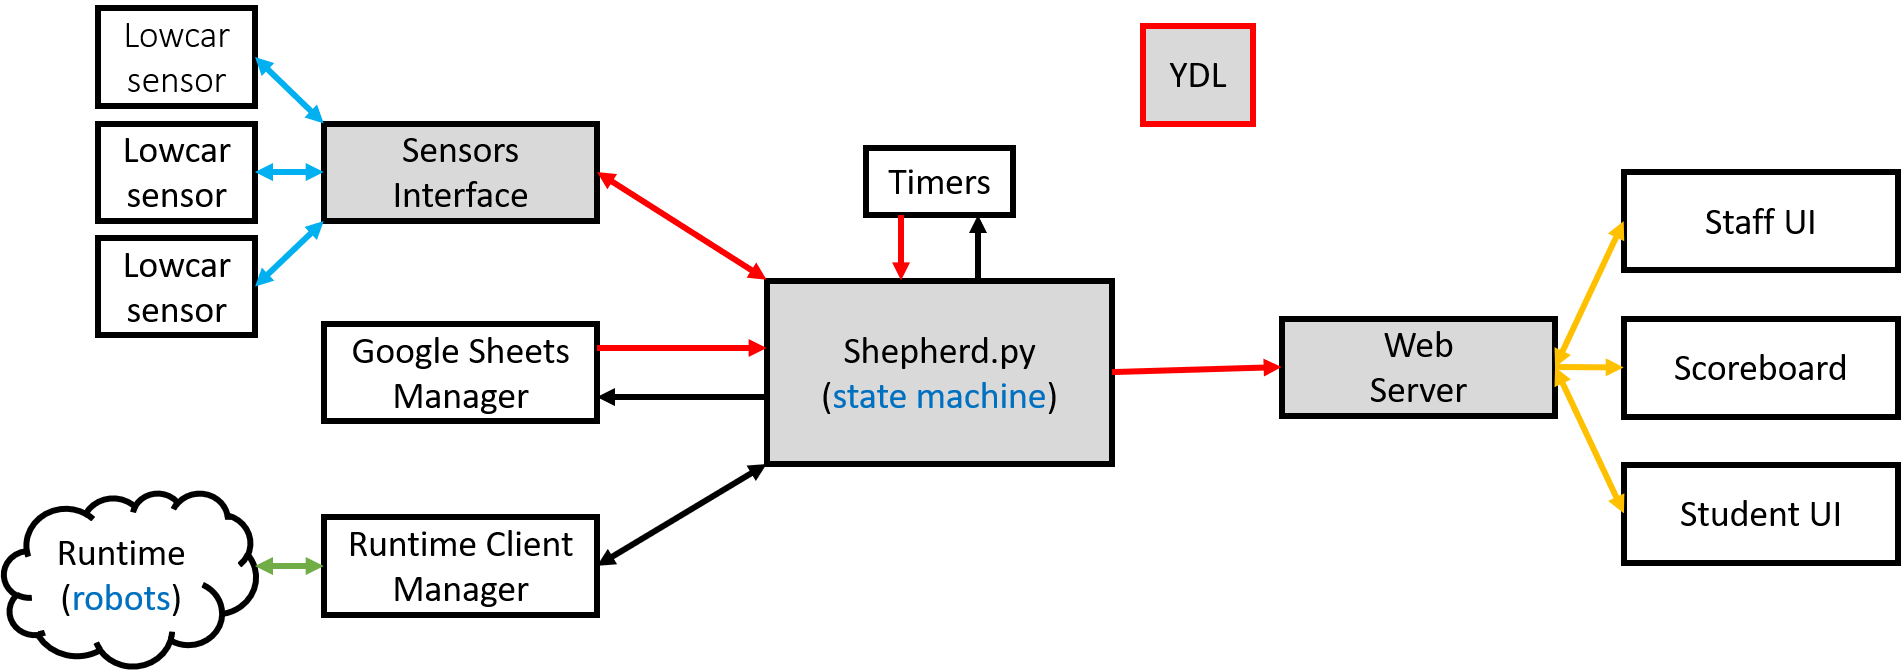 Lowcar
sensor
Lowcar
sensor
Lowcar
sensor
Sensors
Interface
Google Sheets
Manager
Runtime
(robots)
Runtime Client
Manager
Timers
Shepherd.py
(state machine)
YDL
Web
Server
Staff UI
Scoreboard
Student UI